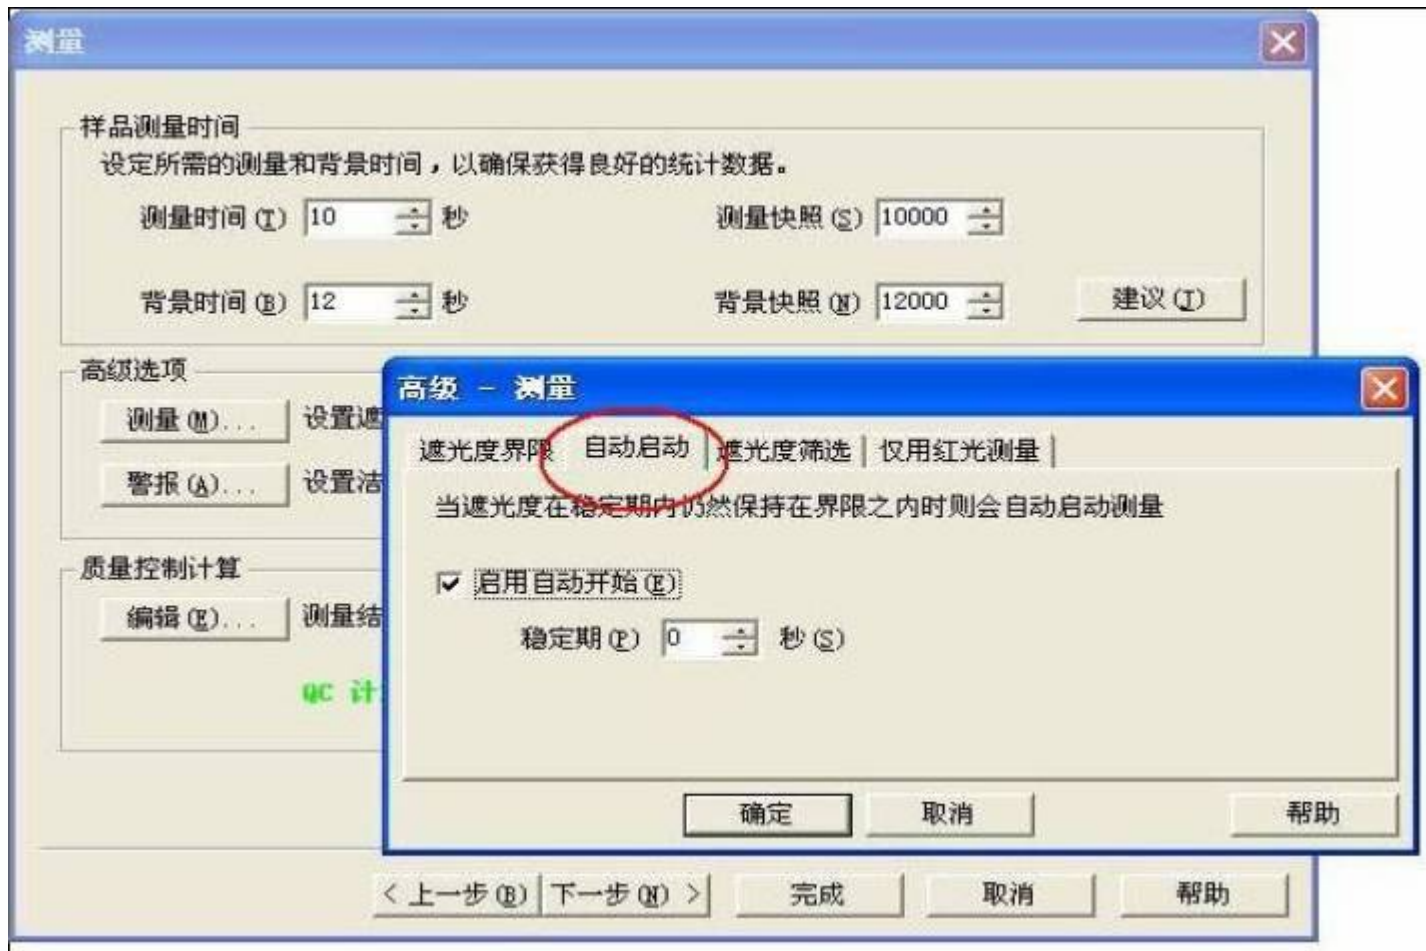 测量
样品测量时间
设定所需的测量和背景时间，以确保获得良好的统计数据。
测量时间(T) 10 秒 测量快照(S) 10000
背景时间(B) 12 秒 背景快照(N) 12000 建议(T)
高级选项
测量(M)... 设置遮
警报(A)... 设置洁
质量控制计算
编辑(E)... 测量结
QC 计
高级 - 测量
遮光度界限 自动启动 遮光度筛选 仅用红光测量
当遮光度在稳定期内仍然保持在界限之内时则会自动启动测量
启用自动开始(E)
稳定期(P) 0 秒(S)
确定 取消 帮助
< 上一步(B) 下一步(N) > 完成 取消 帮助